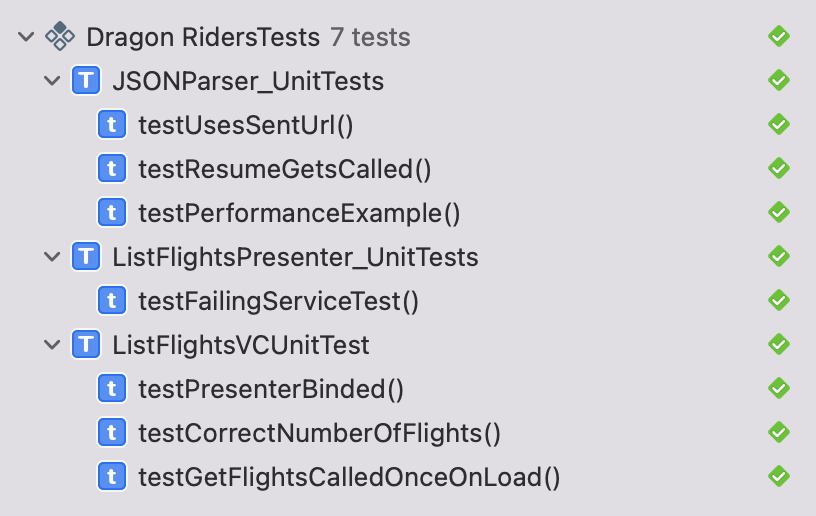 Dragon RidersTests 7 tests
T JSONParser_UnitTests
t testUsesSentUrl()
t testResumeGetsCalled()
t testPerformanceExample()
T ListFlightsPresenter_UnitTests
t testFailingServiceTest()
T ListFlightsVCUnitTest
t testPresenterBinded()
t testCorrectNumberOfFlights()
t testGetFlightsCalledOnceOnLoad()